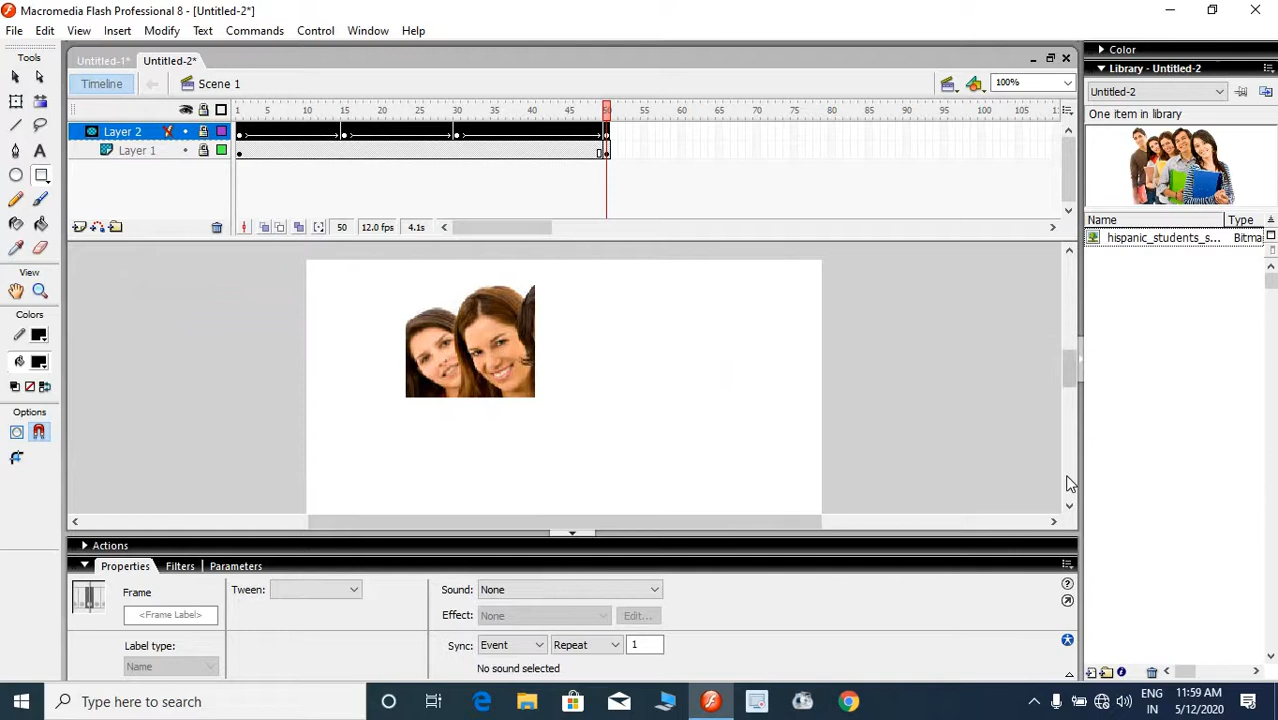 Macromedia Flash Professional 8 - [Untitled-2*]
File Edit View Insert Modify Text Commands Control Window Help
Tools
Untitled-1* Untitled-2*
Timeline Scene 1 100%
1 5 10 15 20 25 30 35 40 45 50 55 60 65 70 75 80 85 90 95 100 105
Layer 2
Layer 1
50 12.0 fps 4.1s
View
Colors
Options
Color
Library - Untitled-2
Untitled-2
One item in library
Name Type
hispanic_students_s... Bitma
Actions
Properties Filters Parameters
Frame
<Frame Label>
Label type:
Name
Tween:
Sound: None
Effect: None Edit...
Sync: Event Repeat 1
No sound selected
Type here to search
ENG
IN
11:59 AM
5/12/2020